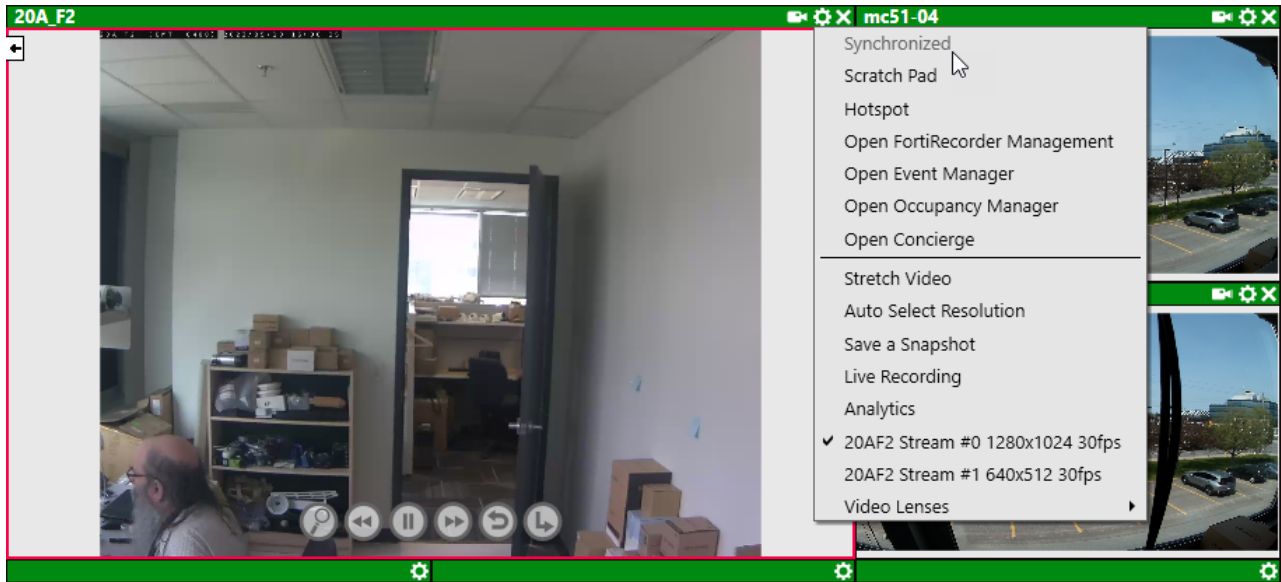 20A_F2
mc51-04
Synchronized
Scratch Pad
Hotspot
Open FortiRecorder Management
Open Event Manager
Open Occupancy Manager
Open Concierge
Stretch Video
Auto Select Resolution
Save a Snapshot
Live Recording
Analytics
20AF2 Stream #0 1280x1024 30fps
20AF2 Stream #1 640x512 30fps
Video Lenses